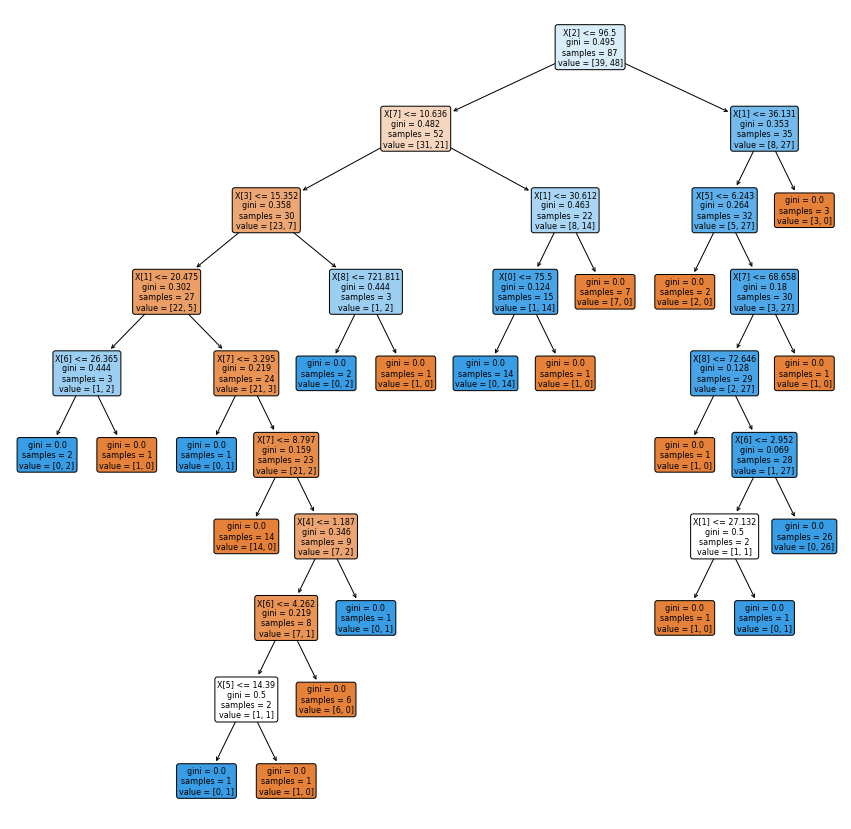 X[2] <= 96.5
gini = 0.495
samples = 87
value = [39, 48]
X[7] <= 10.636
gini = 0.482
samples = 52
value = [31, 21]
X[1] <= 36.131
gini = 0.353
samples = 35
value = [8, 27]
X[3] <= 15.352
gini = 0.358
samples = 30
value = [23, 7]
X[1] <= 30.612
gini = 0.463
samples = 22
value = [8, 14]
X[5] <= 6.243
gini = 0.264
samples = 32
value = [5, 27]
gini = 0.0
samples = 3
value = [3, 0]
X[1] <= 20.475
gini = 0.302
samples = 27
value = [22, 5]
X[8] <= 721.811
gini = 0.444
samples = 3
value = [1, 2]
X[0] <= 75.5
gini = 0.124
samples = 15
value = [1, 14]
gini = 0.0
samples = 7
value = [7, 0]
gini = 0.0
samples = 2
value = [2, 0]
X[7] <= 68.658
gini = 0.18
samples = 30
value = [3, 27]
X[6] <= 26.365
gini = 0.444
samples = 3
value = [1, 2]
X[7] <= 3.295
gini = 0.219
samples = 24
value = [21, 3]
gini = 0.0
samples = 2
value = [0, 2]
gini = 0.0
samples = 1
value = [1, 0]
gini = 0.0
samples = 14
value = [0, 14]
gini = 0.0
samples = 1
value = [1, 0]
X[8] <= 72.646
gini = 0.128
samples = 29
value = [2, 27]
gini = 0.0
samples = 1
value = [1, 0]
gini = 0.0
samples = 2
value = [0, 2]
gini = 0.0
samples = 1
value = [1, 0]
gini = 0.0
samples = 1
value = [0, 1]
X[7] <= 8.797
gini = 0.159
samples = 23
value = [21, 2]
gini = 0.0
samples = 1
value = [1, 0]
X[6] <= 2.952
gini = 0.069
samples = 28
value = [1, 27]
gini = 0.0
samples = 14
value = [14, 0]
X[4] <= 1.187
gini = 0.346
samples = 9
value = [7, 2]
X[1] <= 27.132
gini = 0.5
samples = 2
value = [1, 1]
gini = 0.0
samples = 26
value = [0, 26]
X[6] <= 4.262
gini = 0.219
samples = 8
value = [7, 1]
gini = 0.0
samples = 1
value = [0, 1]
gini = 0.0
samples = 1
value = [1, 0]
gini = 0.0
samples = 1
value = [0, 1]
X[5] <= 14.39
gini = 0.5
samples = 2
value = [1, 1]
gini = 0.0
samples = 6
value = [6, 0]
gini = 0.0
samples = 1
value = [0, 1]
gini = 0.0
samples = 1
value = [1, 0]